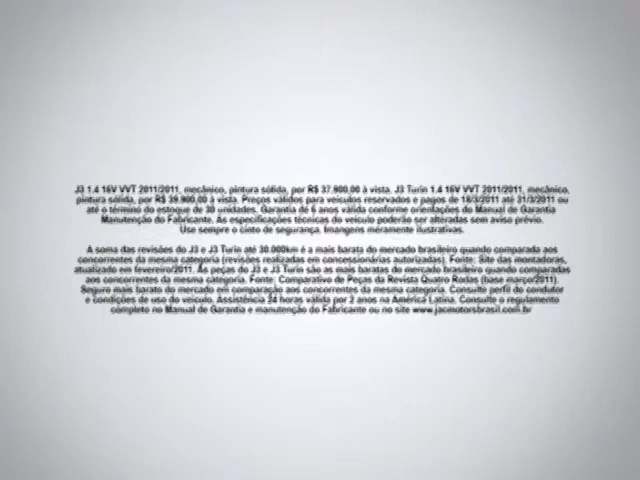 J3 1.4 16V VVT 2011/2011, mecânico, pintura sólida, por R$ 37.900,00 à vista. J3 Turin 1.4 16V VVT 2011/2011, mecânico,
pintura sólida, por R$ 39.900,00 à vista. Preços válidos para veículos reservados e pagos de 18/3/2011 até 31/3/2011 ou
até o término do estoque de 30 unidades. Garantia de 6 anos válida conforme orientações do Manual de Garantia
Manutenção do Fabricante. As especificações técnicas do veículo poderão ser alteradas sem aviso prévio.
Use sempre o cinto de segurança. Imangens meramente ilustrativas.
A soma das revisões do J3 e J3 Turin até 30.000km é a mais barata do mercado brasileiro quando comparada aos
concorrentes da mesma categoria (revisões realizadas em concessionárias autorizadas). Fonte: Site das montadoras,
atualizado em fevereiro/2011. As peças do J3 e J3 Turin são as mais baratas do mercado brasileiro quando comparadas
aos concorrentes da mesma categoria. Fonte: Comparativo de Peças da Revista Quatro Rodas (base março/2011).
Seguro mais barato do mercado em comparação aos concorrentes da mesma categoria. Consulte perfil do condutor
e condições de uso do veículo. Assistência 24 horas válida por 2 anos na América Latina. Consulte o regulamento
completo no Manual de Garantia e manutenção do Fabricante ou no site www.jacmotorsbrasil.com.br